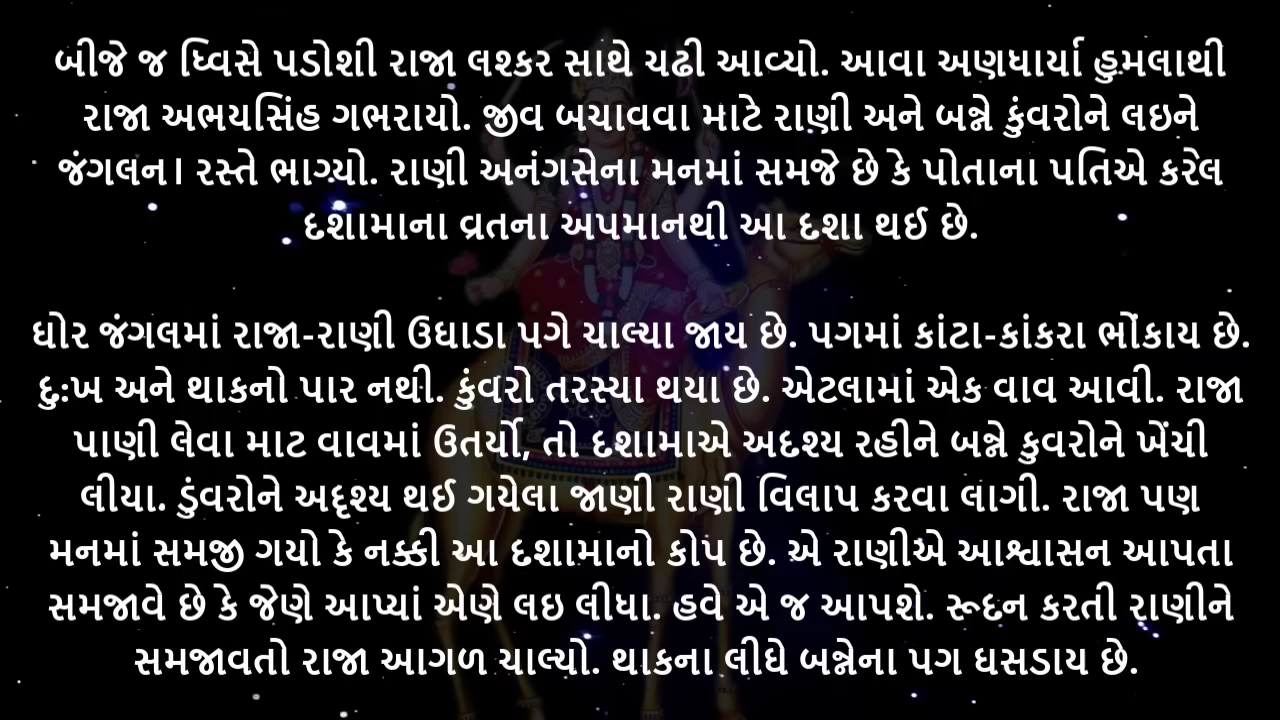 બીજે જ ધ્વિસે પડોશી રાજા લશ્કર સાથે ચઢી આવ્યો. આવા અણધાર્યા હુમલાથી
રાજા અભયસિંહ ગભરાયો. જીવ બચાવવા માટે રાણી અને બન્ને કુંવરોને લઇને
જંગલન। રસ્તે ભાગ્યો. રાણી અનંગસેના મનમાં સમજે છે કે પોતાના પતિએ કરેલ
દશામાના વ્રતના અપમાનથી આ દશા થઈ છે.
ધોર જંગલમાં રાજા-રાણી ઉધાડા પગે ચાલ્યા જાય છે. પગમાં કાંટા-કાંકરા ભોંકાય છે.
દુઃખ અને થાકનો પાર નથી. કુંવરો તરસ્યા થયા છે. એટલામાં એક વાવ આવી. રાજા
પાણી લેવા માટ વાવમાં ઉતર્યો, તો દશામાએ અદશ્ય રહીને બન્ને કુવરોને ખેંચી
લીયા. ડુંવરોને અદૃશ્ય થઈ ગયેલા જાણી રાણી વિલાપ કરવા લાગી. રાજા પણ
મનમાં સમજી ગયો કે નક્કી આ દશામાનો કોપ છે. એ રાણીએ આશ્વાસન આપતા
સમજાવે છે કે જેણે આપ્યાં એણે લઇ લીધા. હવે એ જ આપશે. રૂદન કરતી રાણીને
સમજાવતો રાજા આગળ ચાલ્યો. થાકના લીધે બન્નેના પગ ધસડાય છે.